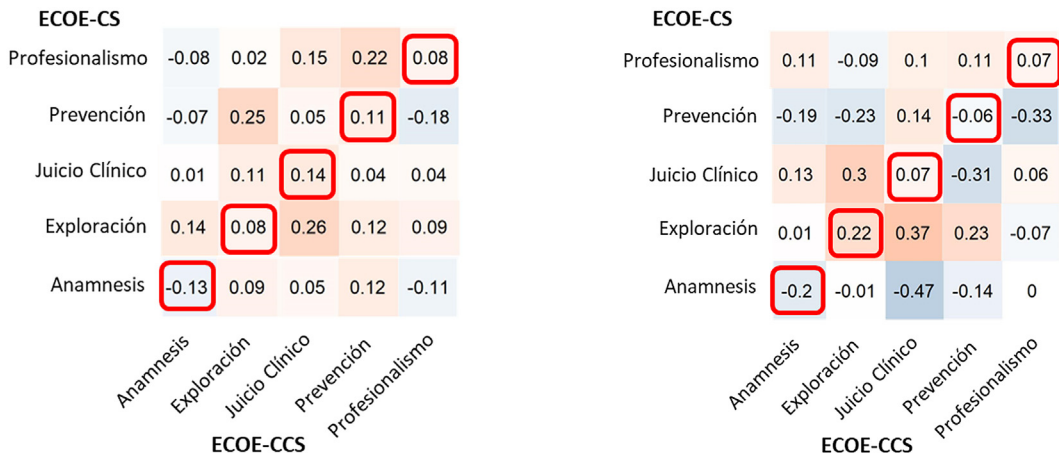 ECOE-CS
Profesionalismo -0.08 0.02 0.15 0.22 0.08
Prevención -0.07 0.25 0.05 0.11 -0.18
Juicio Clínico 0.01 0.11 0.14 0.04 0.04
Exploración 0.14 0.08 0.26 0.12 0.09
Anamnesis -0.13 0.09 0.05 0.12 -0.11
Anamnesis
Exploración
Juicio Clínico
Prevención
Profesionalismo
ECOE-CCS
ECOE-CS
Profesionalismo 0.11 -0.09 0.1 0.11 0.07
Prevención -0.19 -0.23 0.14 -0.06 -0.33
Juicio Clínico 0.13 0.3 0.07 -0.31 0.06
Exploración 0.01 0.22 0.37 0.23 -0.07
Anamnesis -0.2 -0.01 -0.47 -0.14 0
Anamnesis
Exploración
Juicio Clínico
Prevención
Profesionalismo
ECOE-CCS